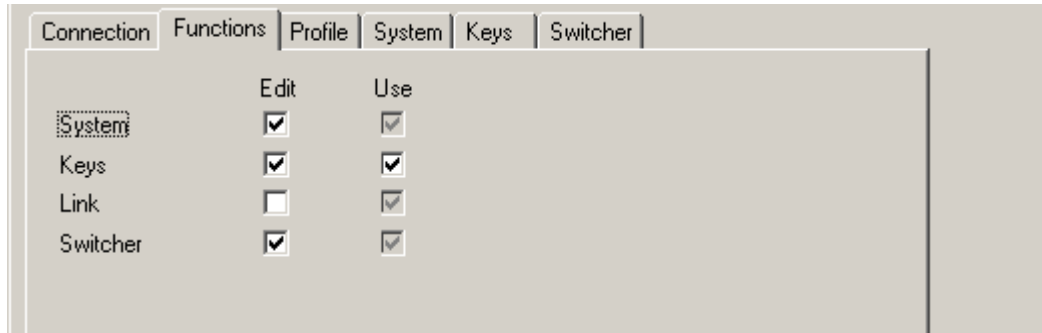 Connection Functions Profile System Keys Switcher
Edit Use
System
Keys
Link
Switcher